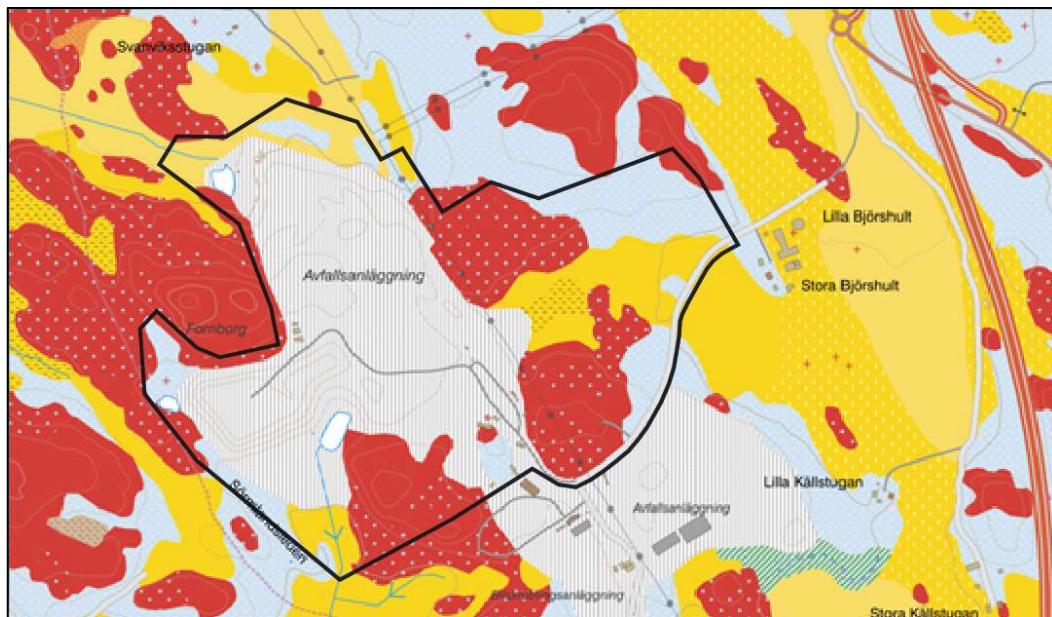 Svanviksstugan
Lilla Björshult
Avfallsanläggning
Stora Björshult
Fornborg
Lilla Källstugan
Avfallsanläggning
Stora Källstugan